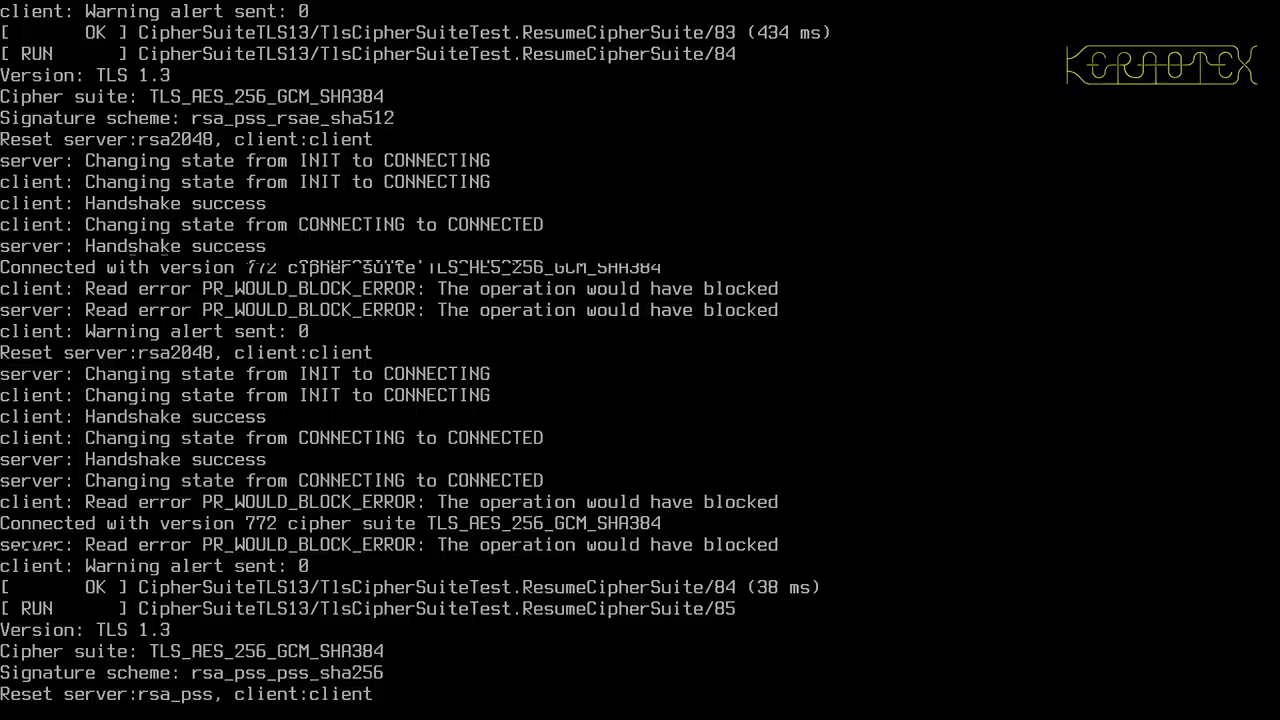 client: Warning alert sent: 0
[       OK ] CipherSuiteTLS13/TlsCipherSuiteTest.ResumeCipherSuite/83 (434 ms)
[ RUN      ] CipherSuiteTLS13/TlsCipherSuiteTest.ResumeCipherSuite/84
Version: TLS 1.3
Cipher suite: TLS_AES_256_GCM_SHA384
Signature scheme: rsa_pss_rsae_sha512
Reset server:rsa2048, client:client
server: Changing state from INIT to CONNECTING
client: Changing state from INIT to CONNECTING
client: Handshake success
client: Changing state from CONNECTING to CONNECTED
server: Handshake success
Connected with version 772 cipher suite TLS_AES_256_GCM_SHA384
client: Read error PR_WOULD_BLOCK_ERROR: The operation would have blocked
server: Read error PR_WOULD_BLOCK_ERROR: The operation would have blocked
client: Warning alert sent: 0
Reset server:rsa2048, client:client
server: Changing state from INIT to CONNECTING
client: Changing state from INIT to CONNECTING
client: Handshake success
client: Changing state from CONNECTING to CONNECTED
server: Handshake success
server: Changing state from CONNECTING to CONNECTED
client: Read error PR_WOULD_BLOCK_ERROR: The operation would have blocked
Connected with version 772 cipher suite TLS_AES_256_GCM_SHA384
server: Read error PR_WOULD_BLOCK_ERROR: The operation would have blocked
client: Warning alert sent: 0
[       OK ] CipherSuiteTLS13/TlsCipherSuiteTest.ResumeCipherSuite/84 (38 ms)
[ RUN      ] CipherSuiteTLS13/TlsCipherSuiteTest.ResumeCipherSuite/85
Version: TLS 1.3
Cipher suite: TLS_AES_256_GCM_SHA384
Signature scheme: rsa_pss_pss_sha256
Reset server:rsa_pss, client:client